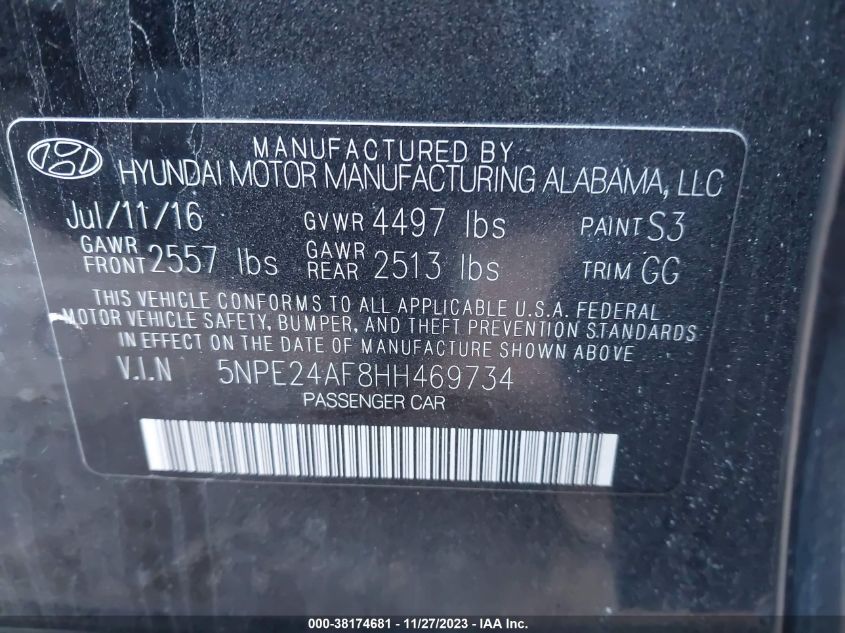 MANUFACTURED BY
HYUNDAI MOTOR MANUFACTURING ALABAMA, LLC
Jul/11/16 GVWR 4497 lbs PAINT S3
GAWR FRONT 2557 lbs GAWR REAR 2513 lbs TRIM GG
THIS VEHICLE CONFORMS TO ALL APPLICABLE U.S.A. FEDERAL
MOTOR VEHICLE SAFETY, BUMPER, AND THEFT PREVENTION STANDARDS
IN EFFECT ON THE DATE OF MANUFACTURE SHOWN ABOVE
V.I.N 5NPE24AF8HH469734
PASSENGER CAR
000-38174681 - 11/27/2023 - IAA Inc.